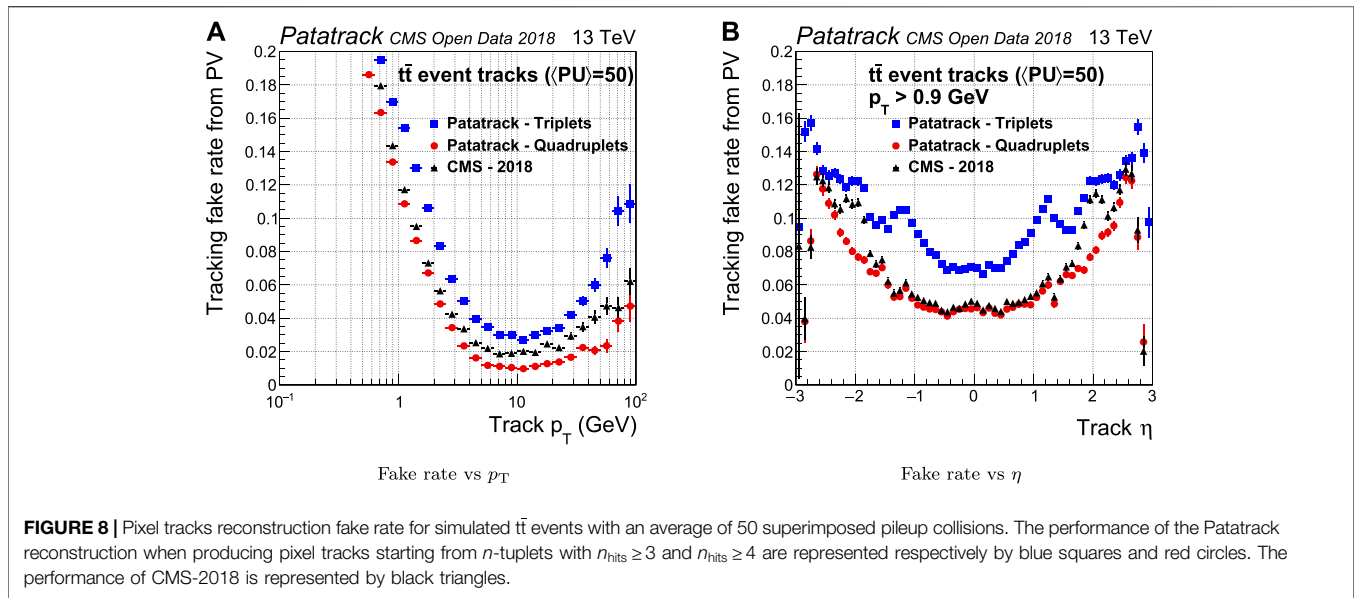 A
Patatrack CMS Open Data 2018 13 TeV
Tracking fake rate from PV
0.2
0.18
0.16
0.14
0.12
0.1
0.08
0.06
0.04
0.02
0
tt̄ event tracks (⟨PU⟩=50)
Patatrack - Triplets
Patatrack - Quadruplets
CMS - 2018
10⁻¹ 1 10 10²
Track p_T (GeV)
Fake rate vs p_T
B
Patatrack CMS Open Data 2018 13 TeV
Tracking fake rate from PV
0.2
0.18
0.16
0.14
0.12
0.1
0.08
0.06
0.04
0.02
0
tt̄ event tracks (⟨PU⟩=50)
p_T > 0.9 GeV
Patatrack - Triplets
Patatrack - Quadruplets
CMS - 2018
−3 −2 −1 0 1 2 3
Track η
Fake rate vs η
FIGURE 8 | Pixel tracks reconstruction fake rate for simulated tt̄ events with an average of 50 superimposed pileup collisions. The performance of the Patatrack
reconstruction when producing pixel tracks starting from n-tuplets with n_hits ≥ 3 and n_hits ≥ 4 are represented respectively by blue squares and red circles. The
performance of CMS-2018 is represented by black triangles.